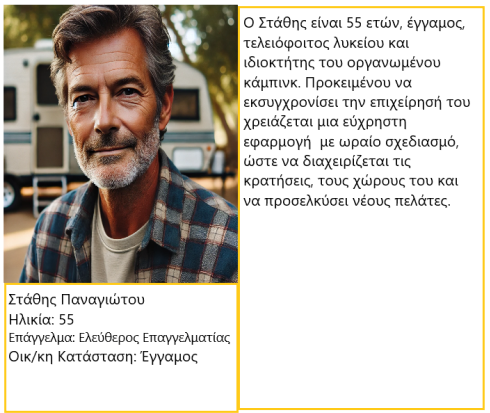 Ο Στάθης είναι 55 ετών, έγγαμος,
τελειόφοιτος λυκείου και
ιδιοκτήτης του οργανωμένου
κάμπινκ. Προκειμένου να
εκσυγχρονίσει την επιχείρησή του
χρειάζεται μια εύχρηστη
εφαρμογή με ωραίο σχεδιασμό,
ώστε να διαχειρίζεται τις
κρατήσεις, τους χώρους του και
να προσελκύσει νέους πελάτες.
Στάθης Παναγιώτου
Ηλικία: 55
Επάγγελμα: Ελεύθερος Επαγγελματίας
Οικ/κη Κατάσταση: Έγγαμος